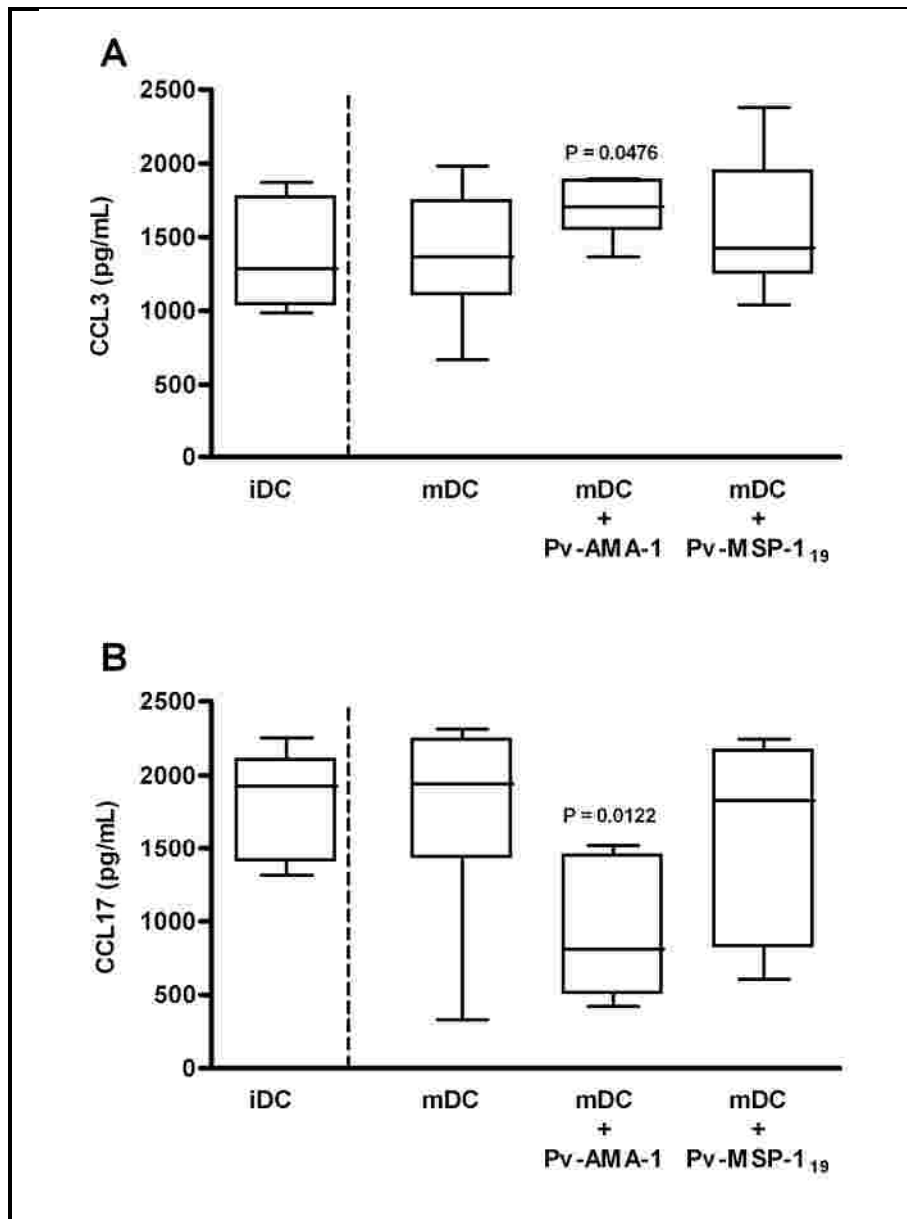 A
CCL3 (pg/mL)
2500
2000
1500
1000
500
0
P = 0.0476
iDC mDC mDC mDC
+ +
Pv-AMA-1 Pv-MSP-1₁₉
B
CCL17 (pg/mL)
2500
2000
1500
1000
500
0
P = 0.0122
iDC mDC mDC mDC
+ +
Pv-AMA-1 Pv-MSP-1₁₉